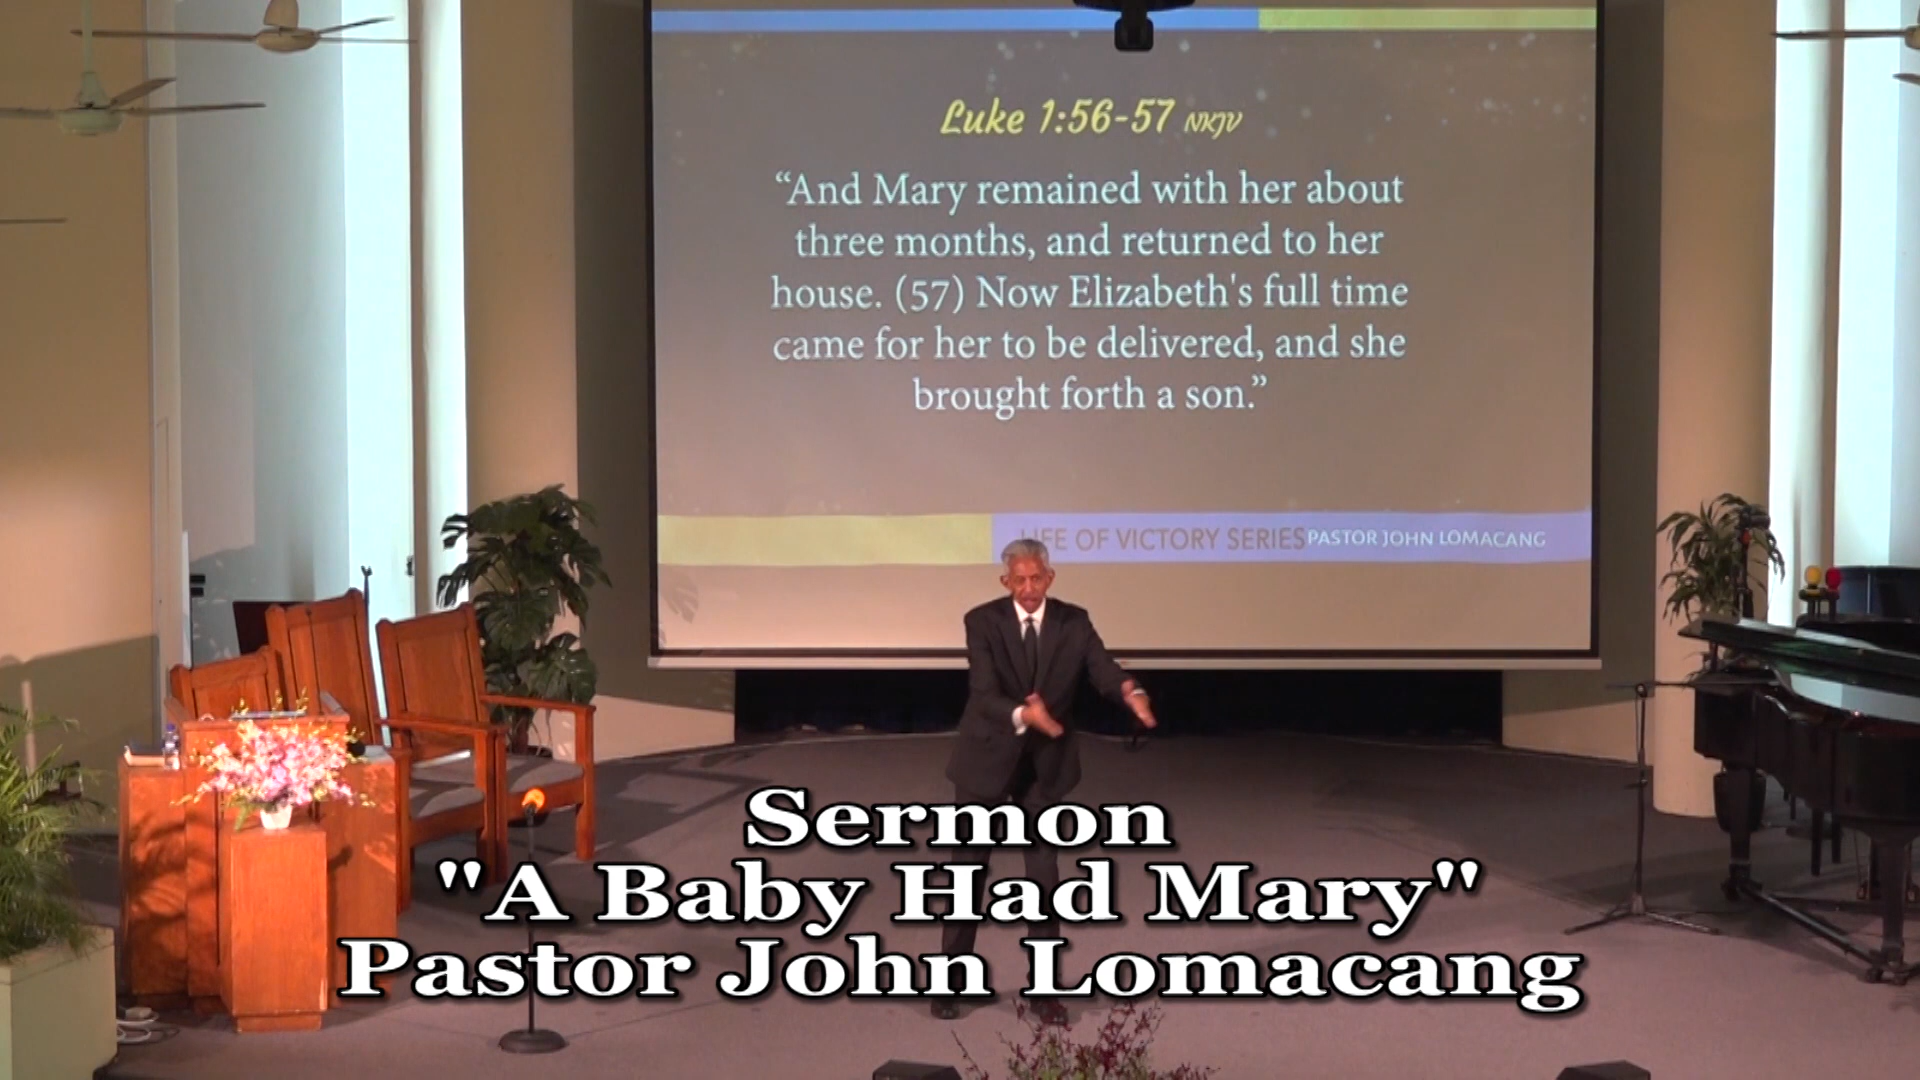 Luke 1:56-57 NKJV
“And Mary remained with her about
three months, and returned to her
house. (57) Now Elizabeth's full time
came for her to be delivered, and she
brought forth a son.”
LIFE OF VICTORY SERIES PASTOR JOHN LOMACANG
Sermon
"A Baby Had Mary"
Pastor John Lomacang